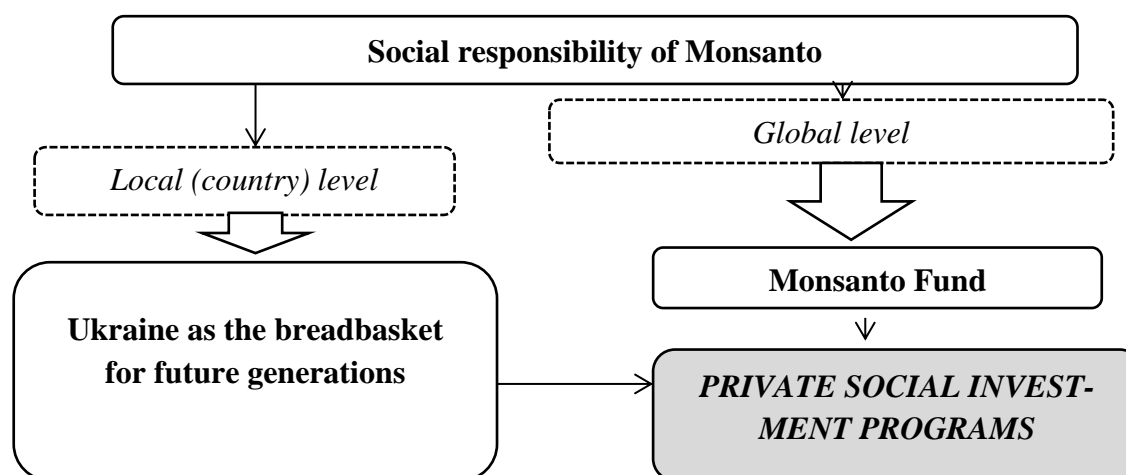 Social responsibility of Monsanto
Global level
Local (country) level
Monsanto Fund
Ukraine as the breadbasket
for future generations
PRIVATE SOCIAL INVEST-
MENT PROGRAMS